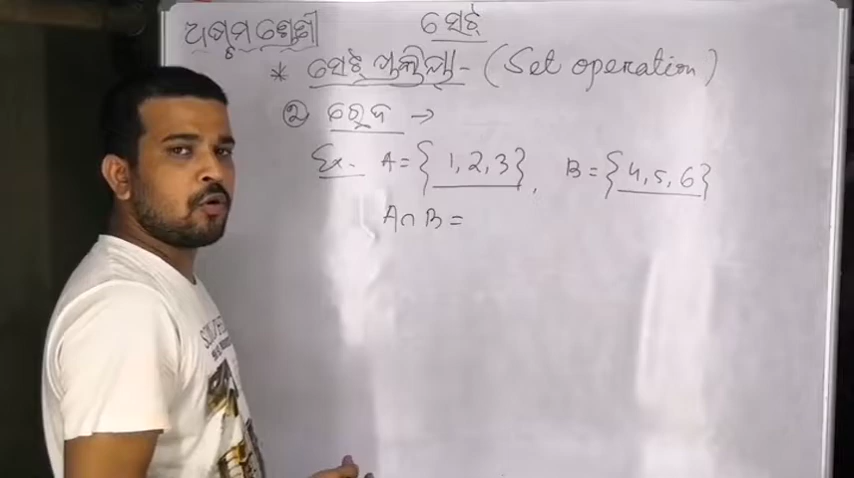 ଅଷ୍ଟମ ଶ୍ରେଣୀ ସେଟ୍
* ସେଟ୍ ପ୍ରକ୍ରିୟା - (Set operation)
② ଛେଦ →
Ex- A = { 1, 2, 3 }, B = { 4, 5, 6 }
A ∩ B =